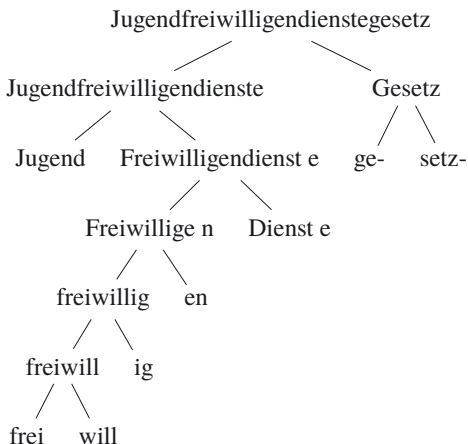 Jugendfreiwilligendienstegesetz
Jugendfreiwilligendienste Gesetz
Jugend Freiwilligendienst e ge- setz-
Freiwillige n Dienst e
freiwillig en
freiwill ig
frei will